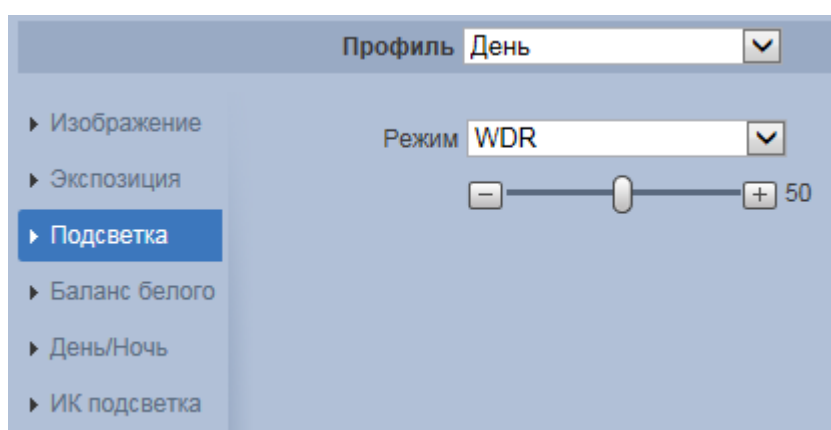 Профиль День
Изображение
Режим WDR
Экспозиция
50
Подсветка
Баланс белого
День/Ночь
ИК подсветка